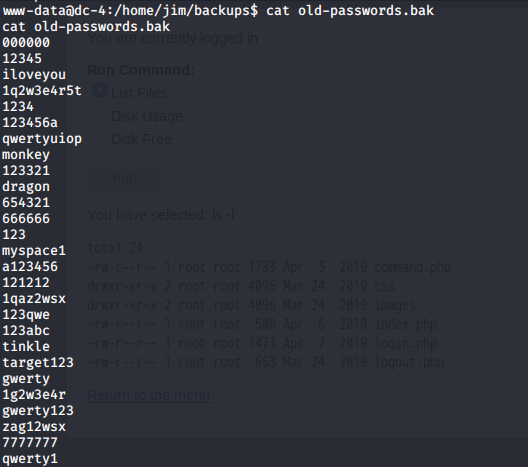 www-data@dc-4:/home/jim/backups$ cat old-passwords.bak
cat old-passwords.bak
000000
12345
iloveyou
1q2w3e4r5t
1234
123456a
qwertyuiop
monkey
123321
dragon
654321
666666
123
myspace1
a123456
121212
1qaz2wsx
123qwe
123abc
tinkle
target123
gwerty
1g2w3e4r
gwerty123
zag12wsx
7777777
qwerty1
You are currently logged in
Run Command:
List Files
Disk Usage
Disk Free
Run
You have selected: ls -l
total 24
-rw-r--r-- 1 root root 1783 Apr  5  2019 command.php
drwxr-xr-x 2 root root 4096 Mar 24  2019 css
drwxr-xr-x 2 root root 4096 Mar 24  2019 images
-rw-r--r-- 1 root root  506 Apr  6  2019 index.php
-rw-r--r-- 1 root root 1473 Apr  7  2019 login.php
-rw-r--r-- 1 root root  663 Mar 24  2019 logout.php
Return to the menu.